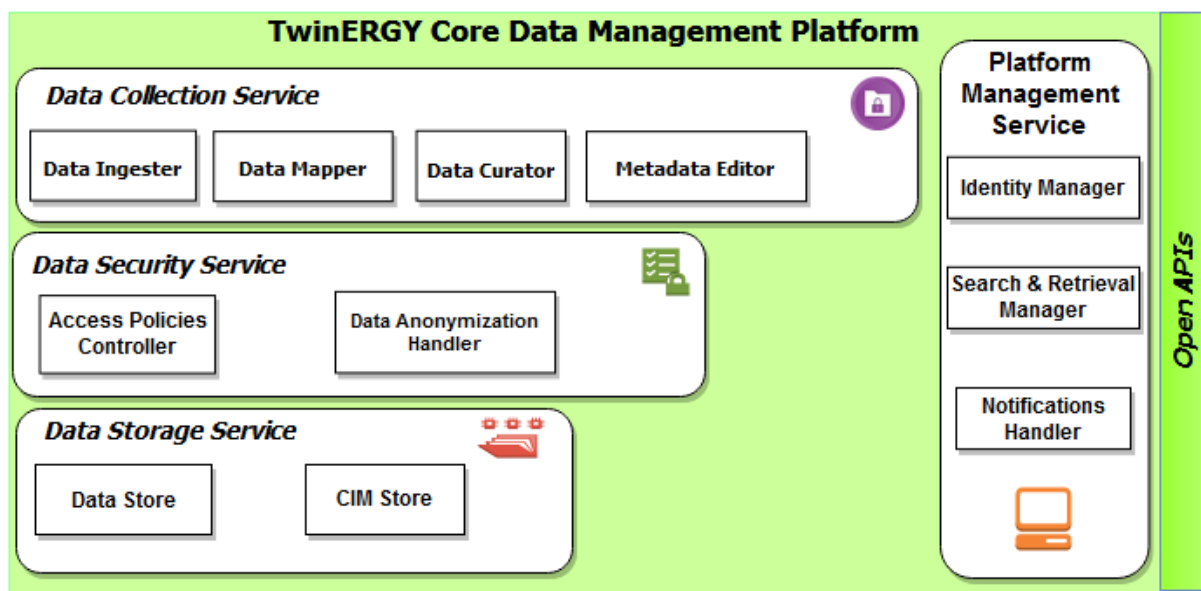 TwinERGY Core Data Management Platform
Data Collection Service
Data Ingester
Data Mapper
Data Curator
Metadata Editor
Data Security Service
Access Policies
Controller
Data Anonymization
Handler
Data Storage Service
Data Store
CIM Store
Platform
Management
Service
Identity Manager
Search & Retrieval
Manager
Notifications
Handler
Open APIs